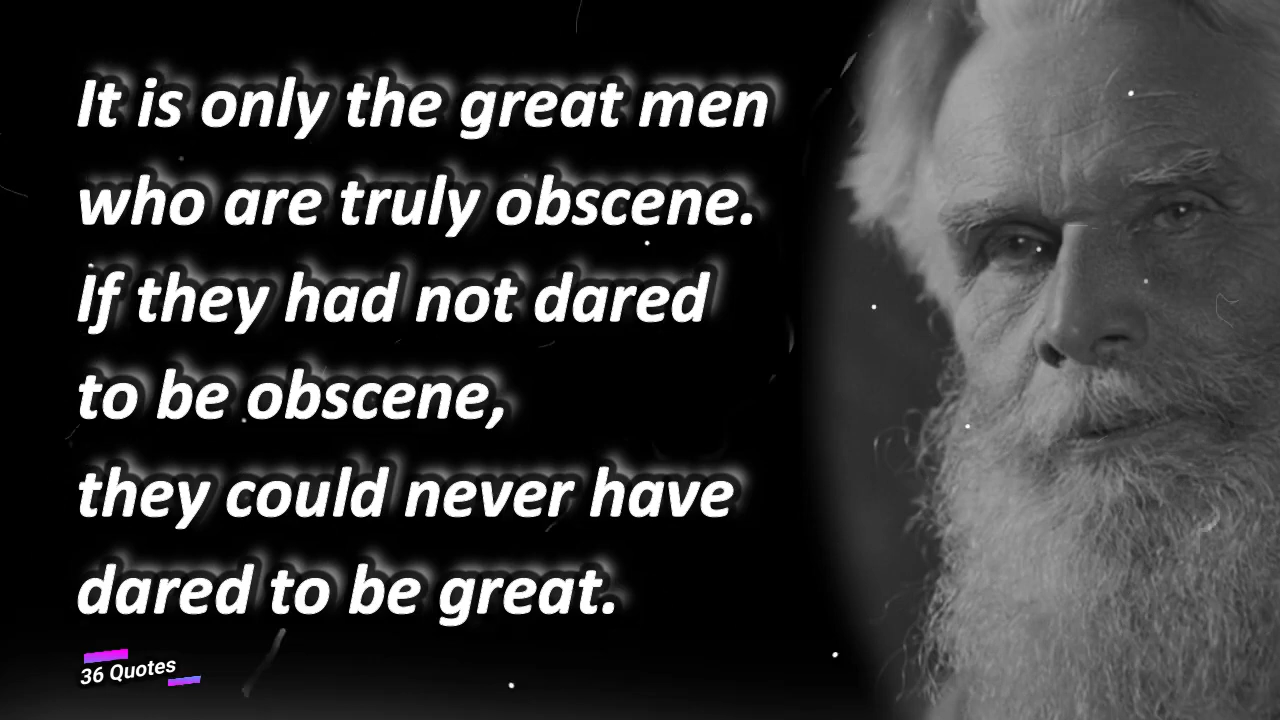 It is only the great men
who are truly obscene.
If they had not dared
to be obscene,
they could never have
dared to be great.
36 Quotes